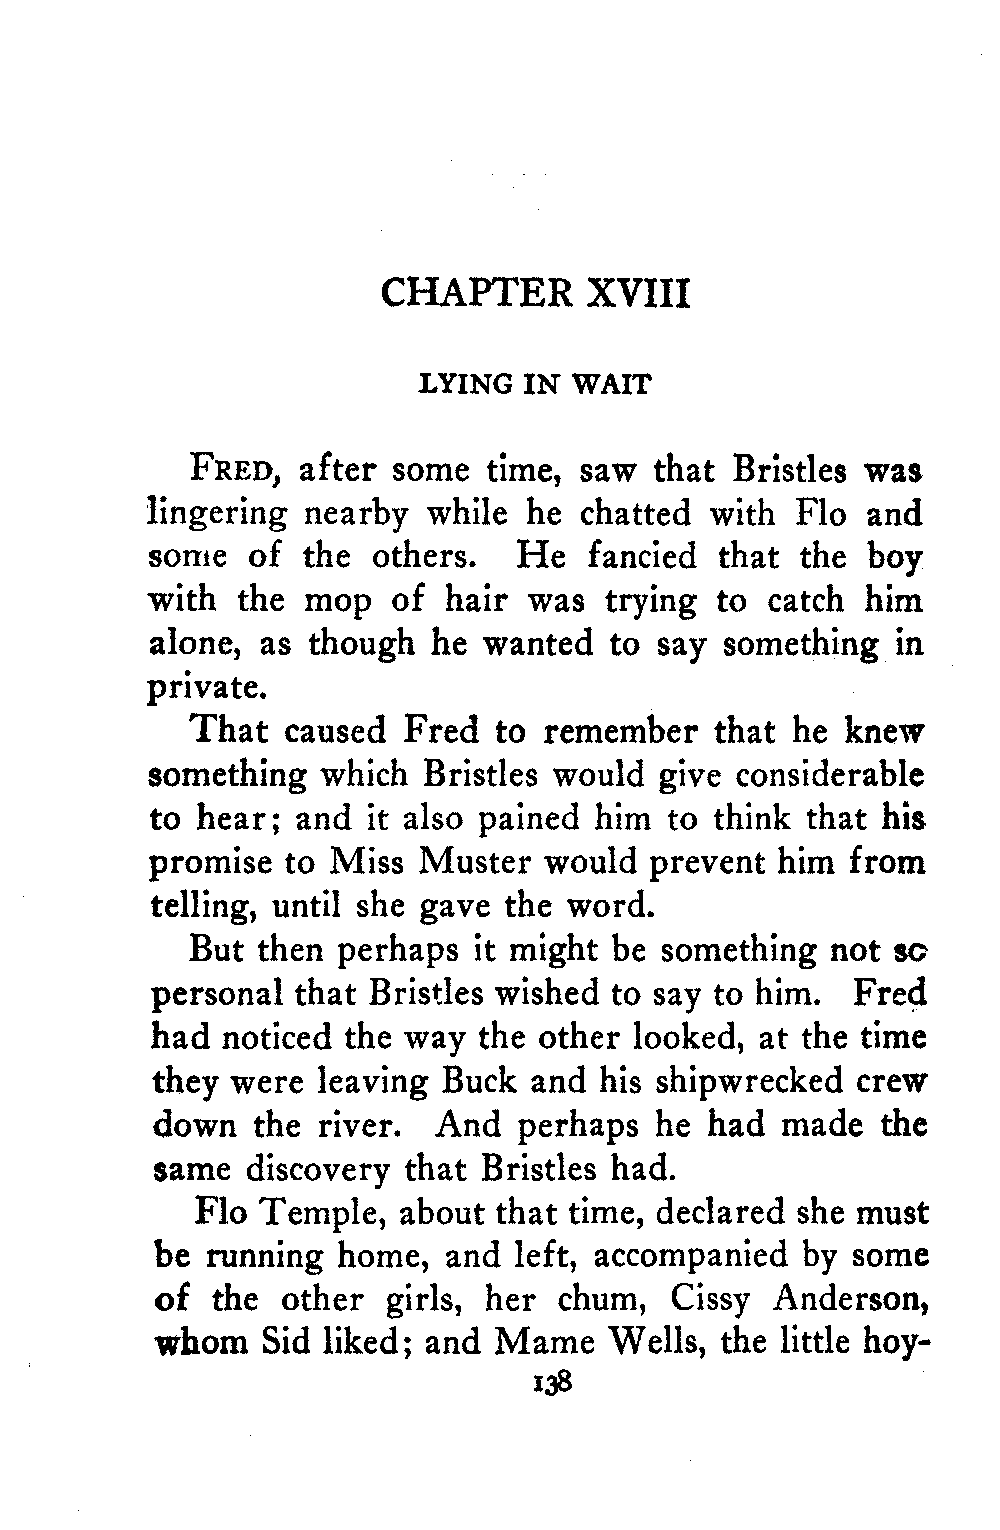 CHAPTER XVIII
LYING IN WAIT
FRED, after some time, saw that Bristles was
lingering nearby while he chatted with Flo and
some of the others. He fancied that the boy
with the mop of hair was trying to catch him
alone, as though he wanted to say something in
private.
That caused Fred to remember that he knew
something which Bristles would give considerable
to hear; and it also pained him to think that his
promise to Miss Muster would prevent him from
telling, until she gave the word.
But then perhaps it might be something not so
personal that Bristles wished to say to him. Fred
had noticed the way the other looked, at the time
they were leaving Buck and his shipwrecked crew
down the river. And perhaps he had made the
same discovery that Bristles had.
Flo Temple, about that time, declared she must
be running home, and left, accompanied by some
of the other girls, her chum, Cissy Anderson,
whom Sid liked; and Mame Wells, the little hoy-
138